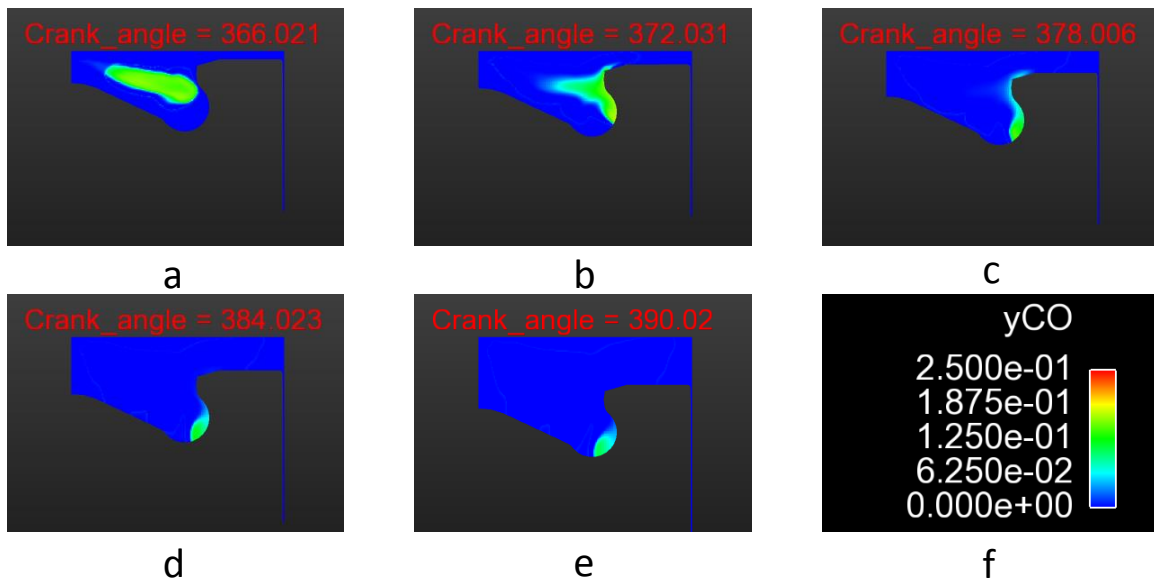 Crank_angle = 366.021
Crank_angle = 372.031
Crank_angle = 378.006
a
b
c
Crank_angle = 384.023
Crank_angle = 390.02
yCO
2.500e-01
1.875e-01
1.250e-01
6.250e-02
0.000e+00
d
e
f